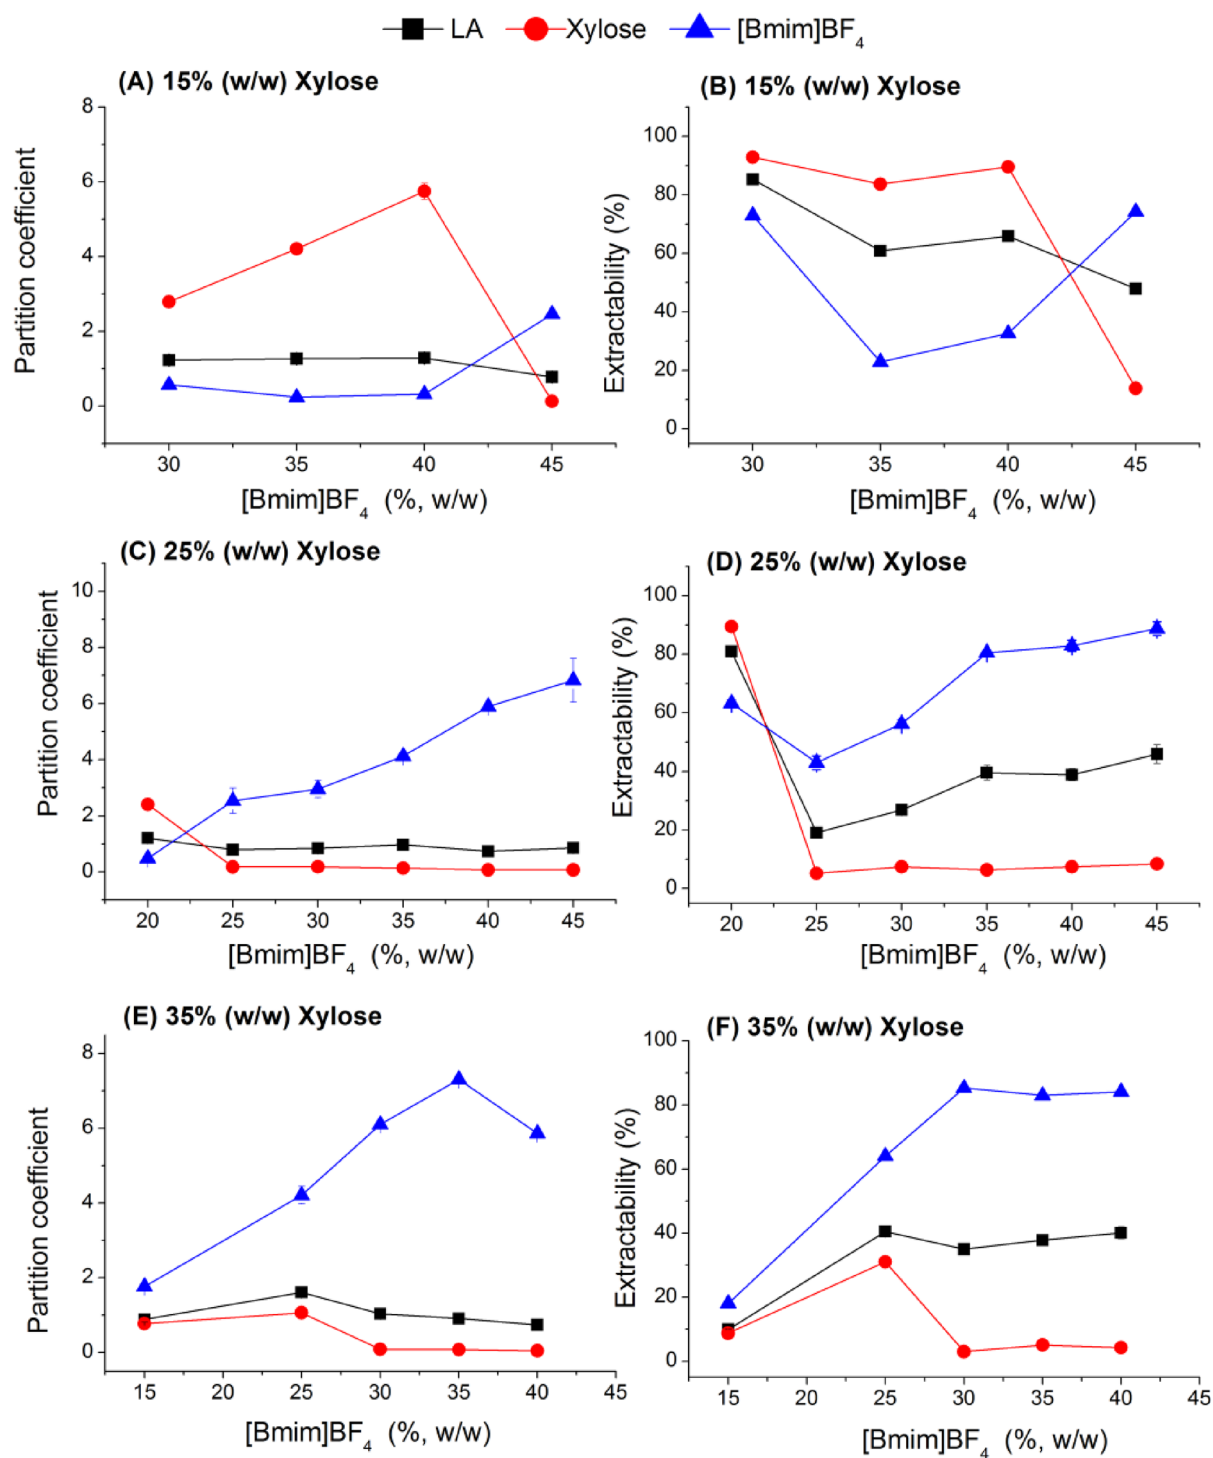 LA Xylose [Bmim]BF4
(A) 15% (w/w) Xylose
Partition coefficient
8
6
4
2
0
30 35 40 45
[Bmim]BF4 (%, w/w)
(B) 15% (w/w) Xylose
Extractability (%)
100
80
60
40
20
0
30 35 40 45
[Bmim]BF4 (%, w/w)
(C) 25% (w/w) Xylose
Partition coefficient
10
8
6
4
2
0
20 25 30 35 40 45
[Bmim]BF4 (%, w/w)
(D) 25% (w/w) Xylose
Extractability (%)
100
80
60
40
20
0
20 25 30 35 40 45
[Bmim]BF4 (%, w/w)
(E) 35% (w/w) Xylose
Partition coefficient
8
6
4
2
0
15 20 25 30 35 40 45
[Bmim]BF4 (%, w/w)
(F) 35% (w/w) Xylose
Extractability (%)
100
80
60
40
20
0
15 20 25 30 35 40 45
[Bmim]BF4 (%, w/w)